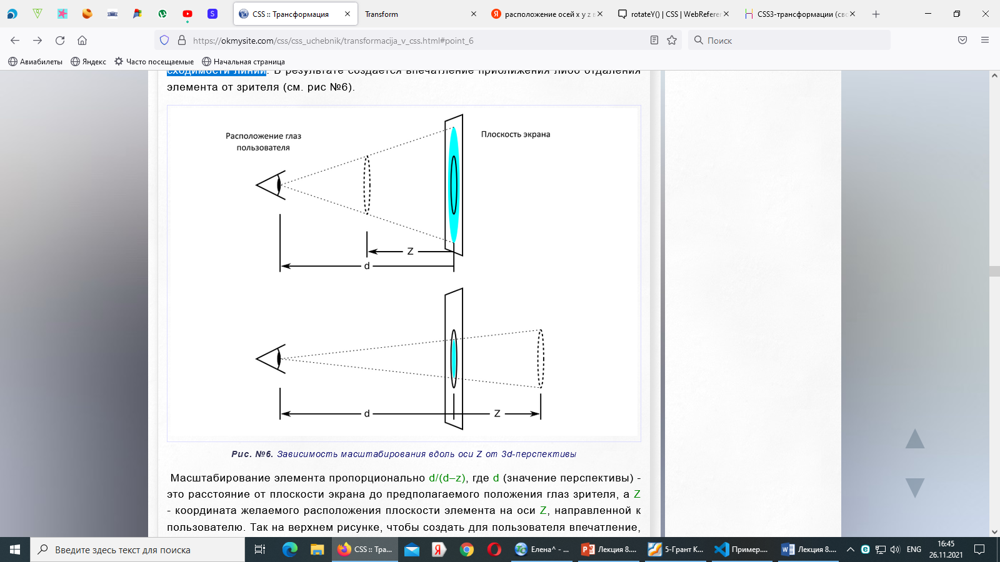 CSS :: Трансформация
Transform
расположение осей x y z в
rotateY() | CSS | WebReferen
CSS3-трансформации (сво
https://okmysite.com/css/css_uchebnik/transformacija_v_css.html#point_6
Поиск
Авиабилеты
Яндекс
Часто посещаемые
Начальная страница
сходимости линий. В результате создается впечатление приближения либо отдаления
элемента от зрителя (см. рис №6).
Расположение глаз
пользователя
Плоскость экрана
Z
d
d
Z
Рис. №6. Зависимость масштабирования вдоль оси Z от 3d-перспективы
Масштабирование элемента пропорционально d/(d–z), где d (значение перспективы) -
это расстояние от плоскости экрана до предполагаемого положения глаз зрителя, а Z
- координата желаемого расположения плоскости элемента на оси Z, направленной к
пользователю. Так на верхнем рисунке, чтобы создать для пользователя впечатление,
Введите здесь текст для поиска
CSS :: Тра...
Елена^ - ...
Лекция 8....
5-Грант К...
Пример....
Лекция 8....
ENG
16:45
26.11.2021